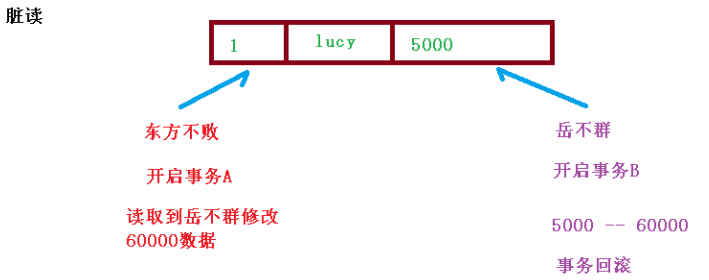 脏读
1 lucy 5000
东方不败
开启事务A
读取到岳不群修改
60000数据
岳不群
开启事务B
5000 -- 60000
事务回滚